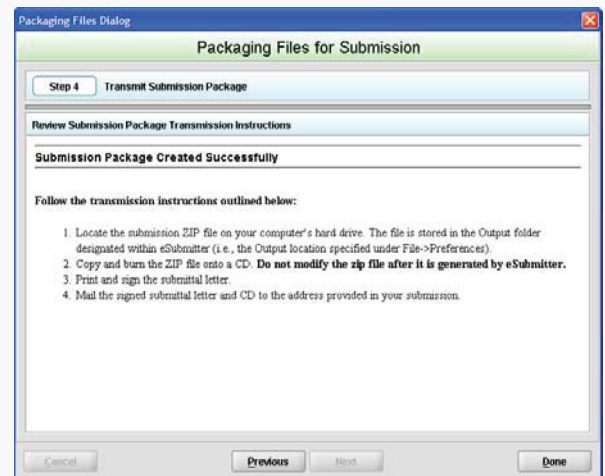 Packaging Files Dialog
Packaging Files for Submission
Step 4 Transmit Submission Package
Review Submission Package Transmission Instructions
Submission Package Created Successfully
Follow the transmission instructions outlined below:
1. Locate the submission ZIP file on your computer's hard drive. The file is stored in the Output folder
designated within eSubmitter (i.e., the Output location specified under File->Preferences).
2. Copy and burn the ZIP file onto a CD. Do not modify the zip file after it is generated by eSubmitter.
3. Print and sign the submittal letter.
4. Mail the signed submittal letter and CD to the address provided in your submission.
Cancel Previous Next Done